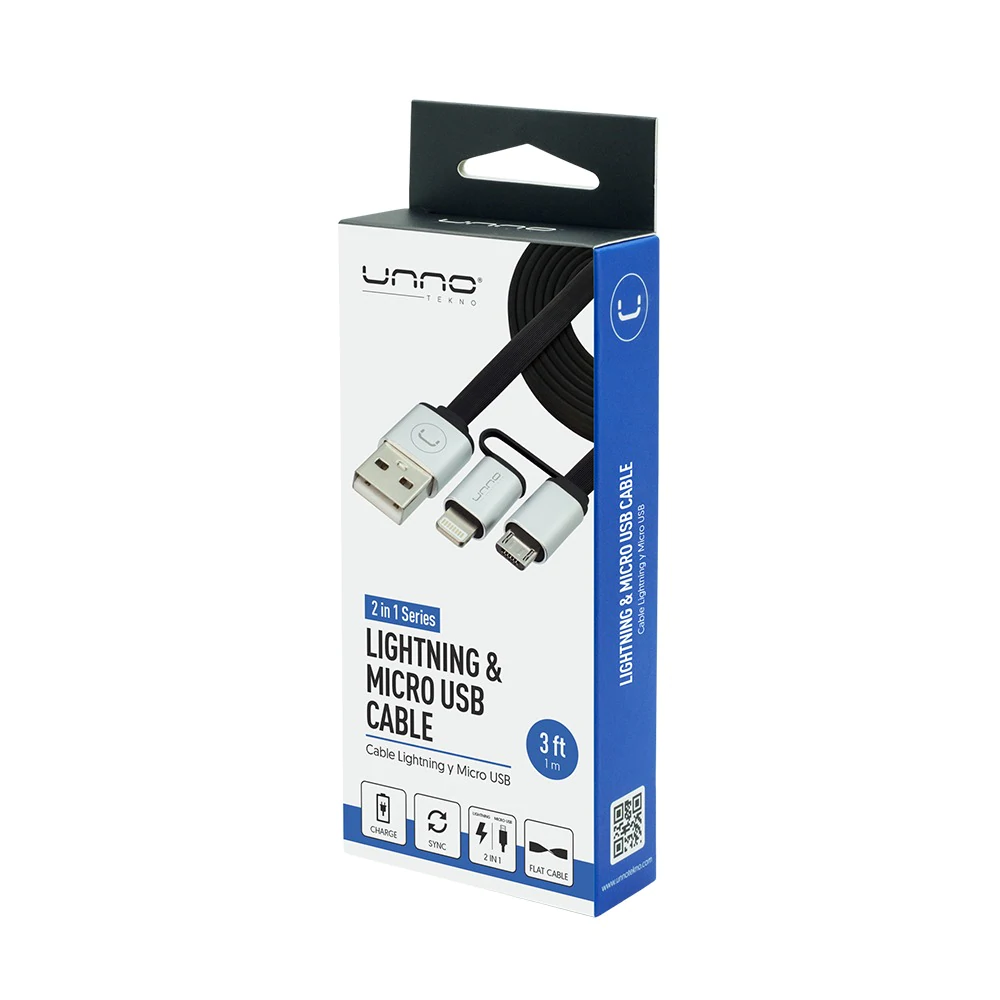 UNNO
UNNO®
TEKNO
UNNO
2 in 1 Series
LIGHTNING &
MICRO USB
CABLE
Cable Lightning y Micro USB
3 ft
1 m
CHARGE
SYNC
LIGHTNING
MICRO USB
2 IN 1
FLAT CABLE
LIGHTNING & MICRO USB CABLE
Cable Lightning y Micro USB
www.unnotekno.com